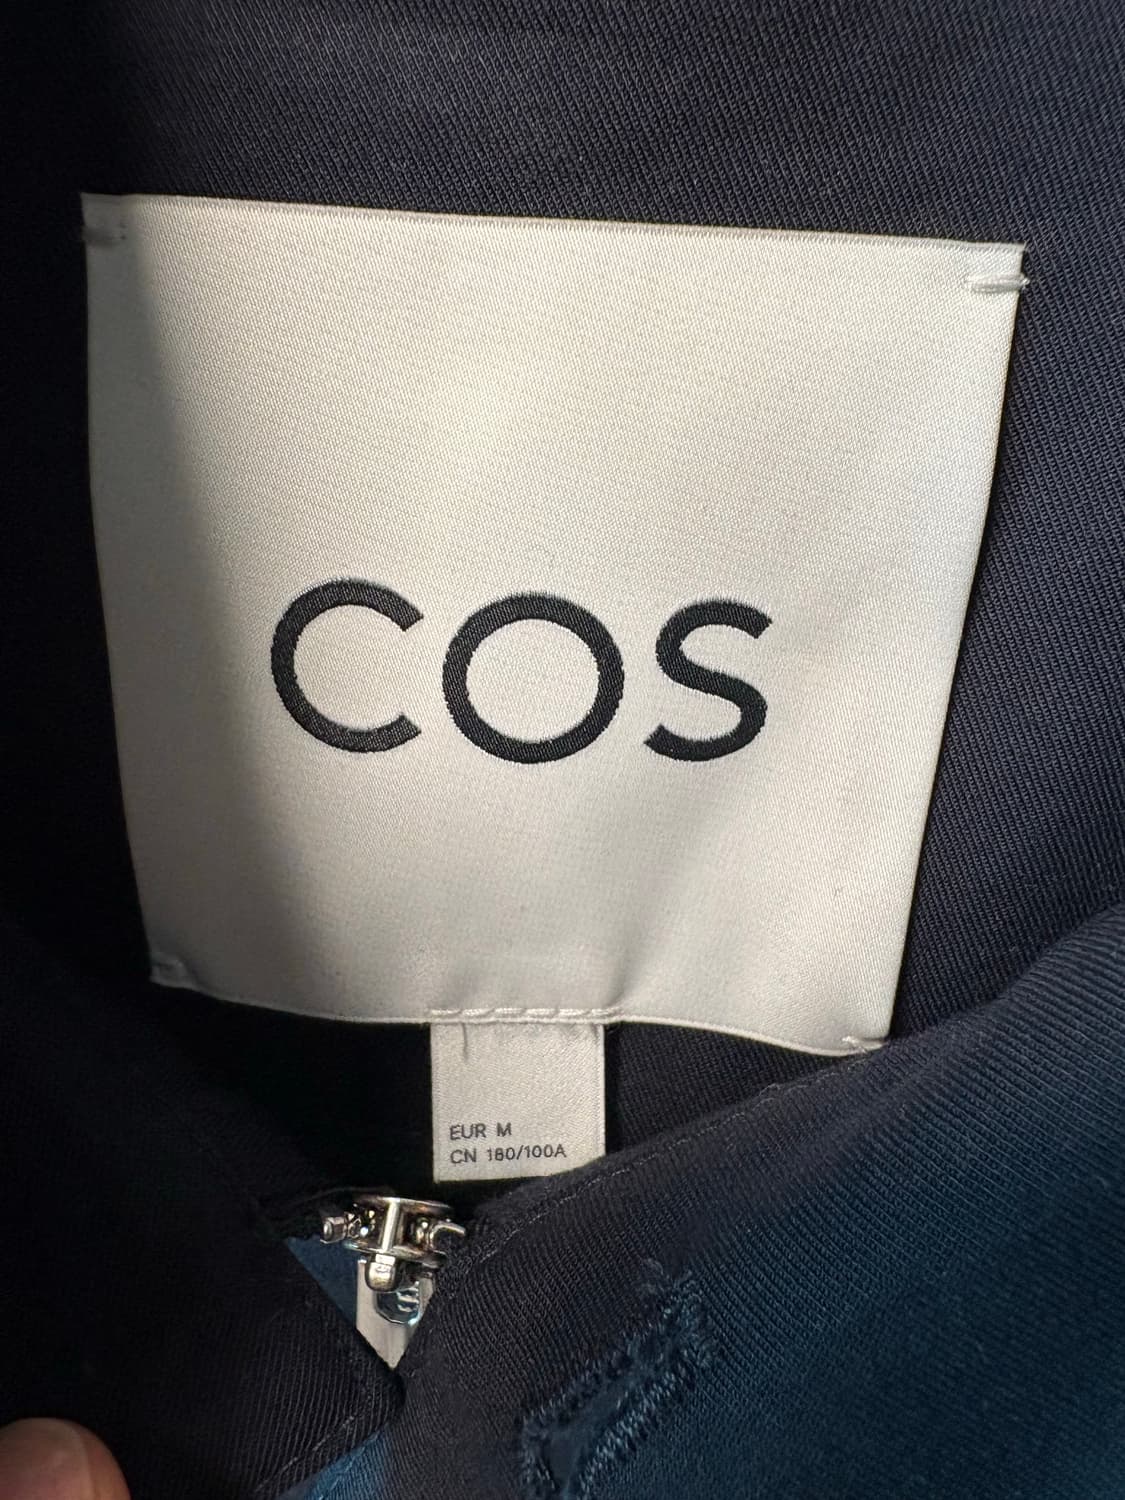 COS
EUR M
CN 180/100A